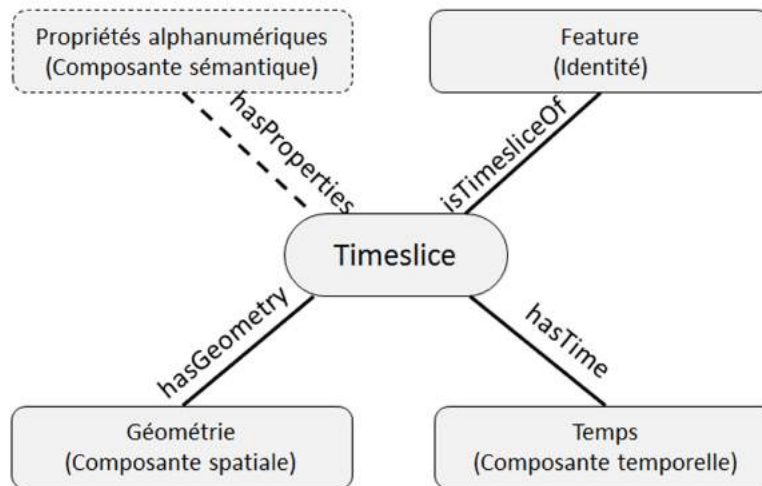 Propriétés alphanumériques
(Composante sémantique)
Feature
(Identité)
hasProperties
isTimesliceOf
Timeslice
hasGeometry
hasTime
Géométrie
(Composante spatiale)
Temps
(Composante temporelle)